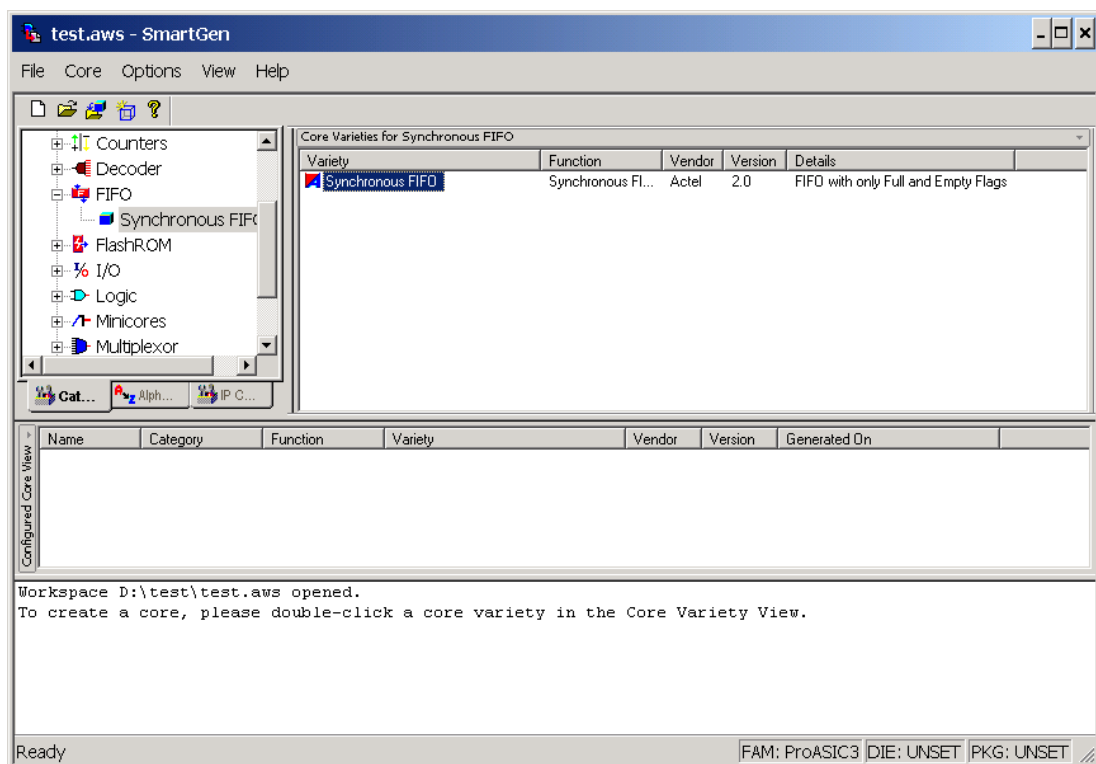 test.aws - SmartGen
File Core Options View Help
Counters
Decoder
FIFO
Synchronous FIF
FlashROM
I/O
Logic
Minicores
Multiplexor
Cat... Alph... IP C...
Core Varieties for Synchronous FIFO
Variety Function Vendor Version Details
Synchronous FIFO Synchronous FI... Actel 2.0 FIFO with only Full and Empty Flags
Configured Core View
Name Category Function Variety Vendor Version Generated On
Workspace D:\test\test.aws opened.
To create a core, please double-click a core variety in the Core Variety View.
Ready FAM: ProASIC3 DIE: UNSET PKG: UNSET